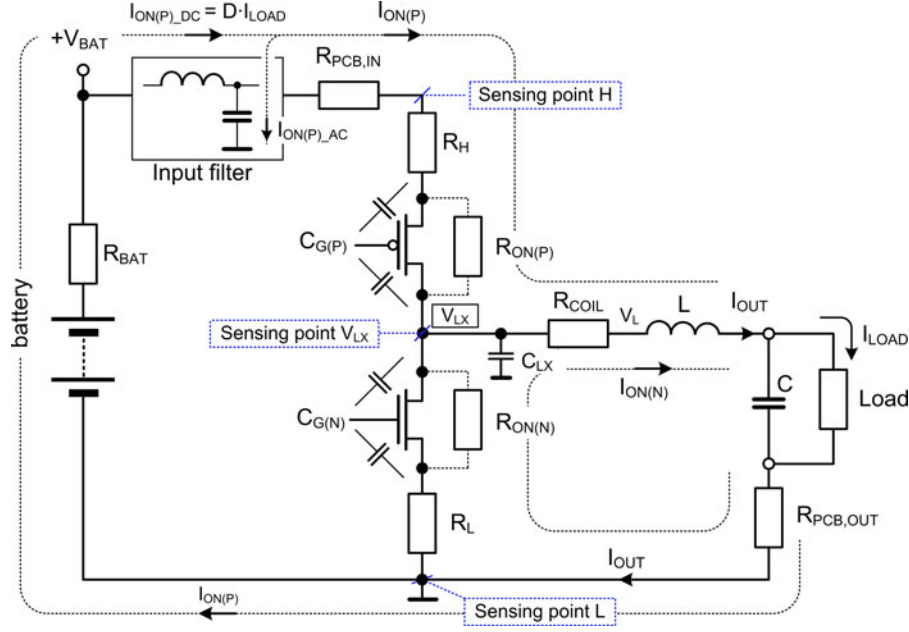 I_ON(P)_DC = D·I_LOAD
I_ON(P)
+V_BAT
R_PCB,IN
Sensing point H
I_ON(P)_AC
R_H
Input filter
C_G(P)
R_ON(P)
R_BAT
battery
Sensing point V_LX
V_LX
R_COIL
V_L
L
I_OUT
I_LOAD
C_LX
I_ON(N)
C
Load
C_G(N)
R_ON(N)
R_L
R_PCB,OUT
I_OUT
I_ON(P)
Sensing point L